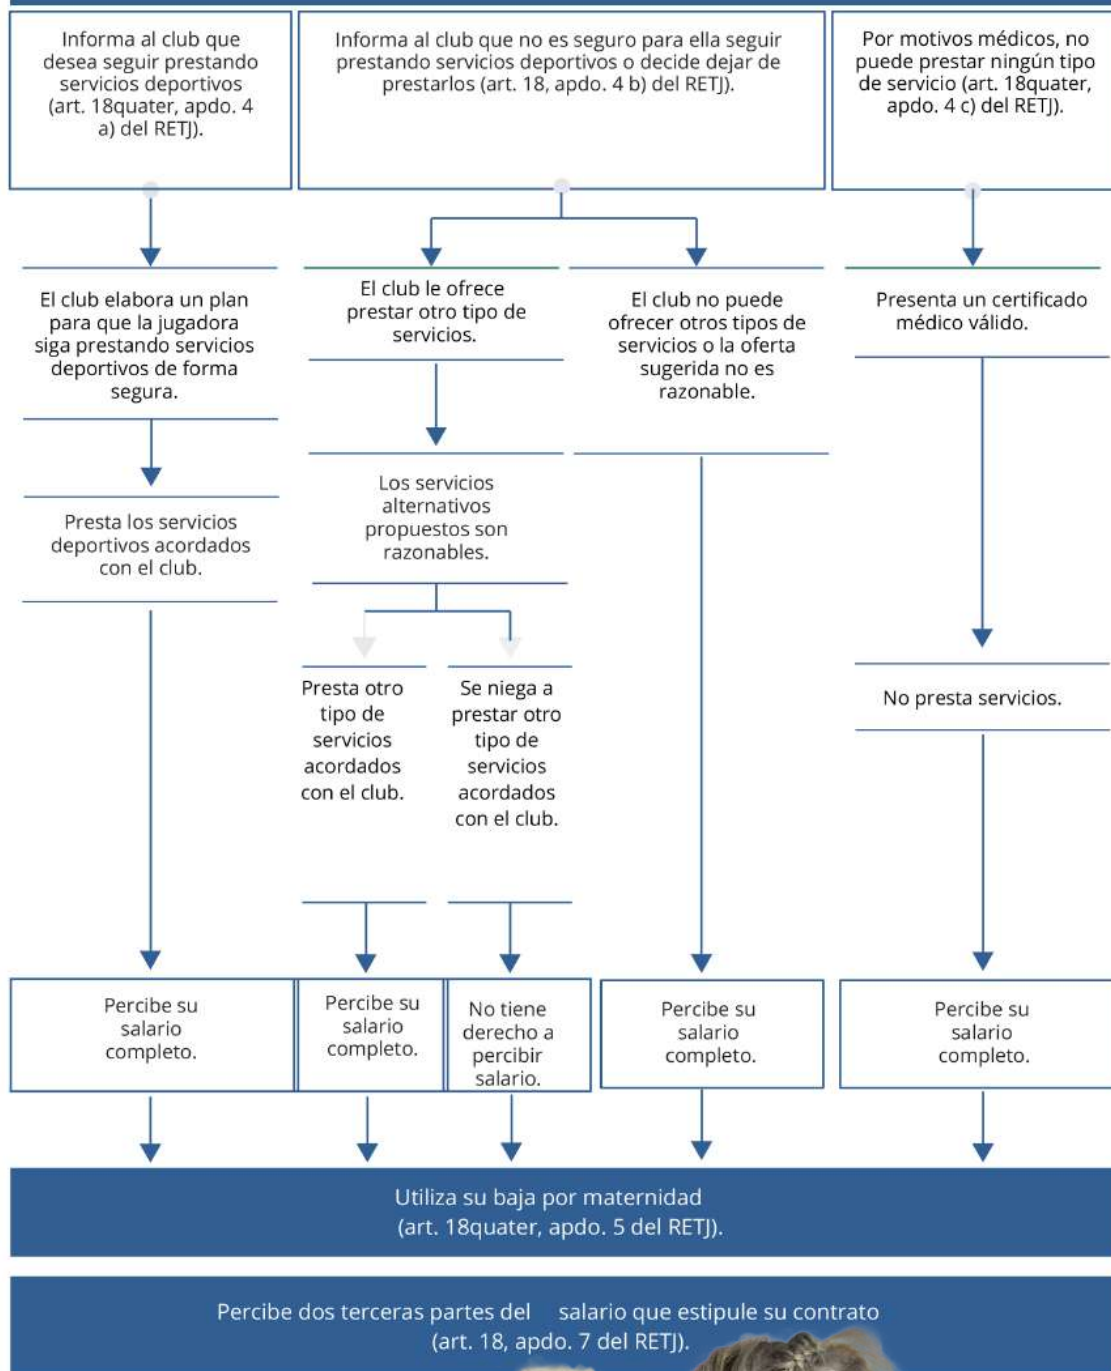 Informa al club que
desea seguir prestando
servicios deportivos
(art. 18quater, apdo. 4
a) del RETJ).
Informa al club que no es seguro para ella seguir
prestando servicios deportivos o decide dejar de
prestarlos (art. 18, apdo. 4 b) del RETJ).
Por motivos médicos, no
puede prestar ningún tipo
de servicio (art. 18quater,
apdo. 4 c) del RETJ).
El club elabora un plan
para que la jugadora
siga prestando servicios
deportivos de forma
segura.
El club le ofrece
prestar otro tipo de
servicios.
El club no puede
ofrecer otros tipos de
servicios o la oferta
sugerida no es
razonable.
Presenta un certificado
médico válido.
Presta los servicios
deportivos acordados
con el club.
Los servicios
alternativos
propuestos son
razonables.
Presta otro
tipo de
servicios
acordados
con el club.
Se niega a
prestar otro
tipo de
servicios
acordados
con el club.
No presta servicios.
Percibe su
salario
completo.
Percibe su
salario
completo.
No tiene
derecho a
percibir
salario.
Percibe su
salario
completo.
Percibe su
salario
completo.
Utiliza su baja por maternidad
(art. 18quater, apdo. 5 del RETJ).
Percibe dos terceras partes del salario que estipule su contrato
(art. 18, apdo. 7 del RETJ).